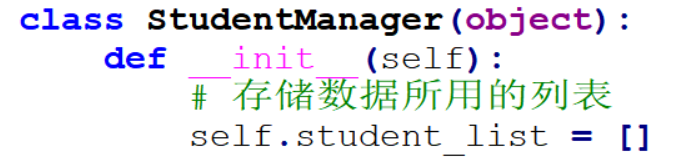 class StudentManager(object):
    def __init__(self):
        # 存储数据所用的列表
        self.student_list = []